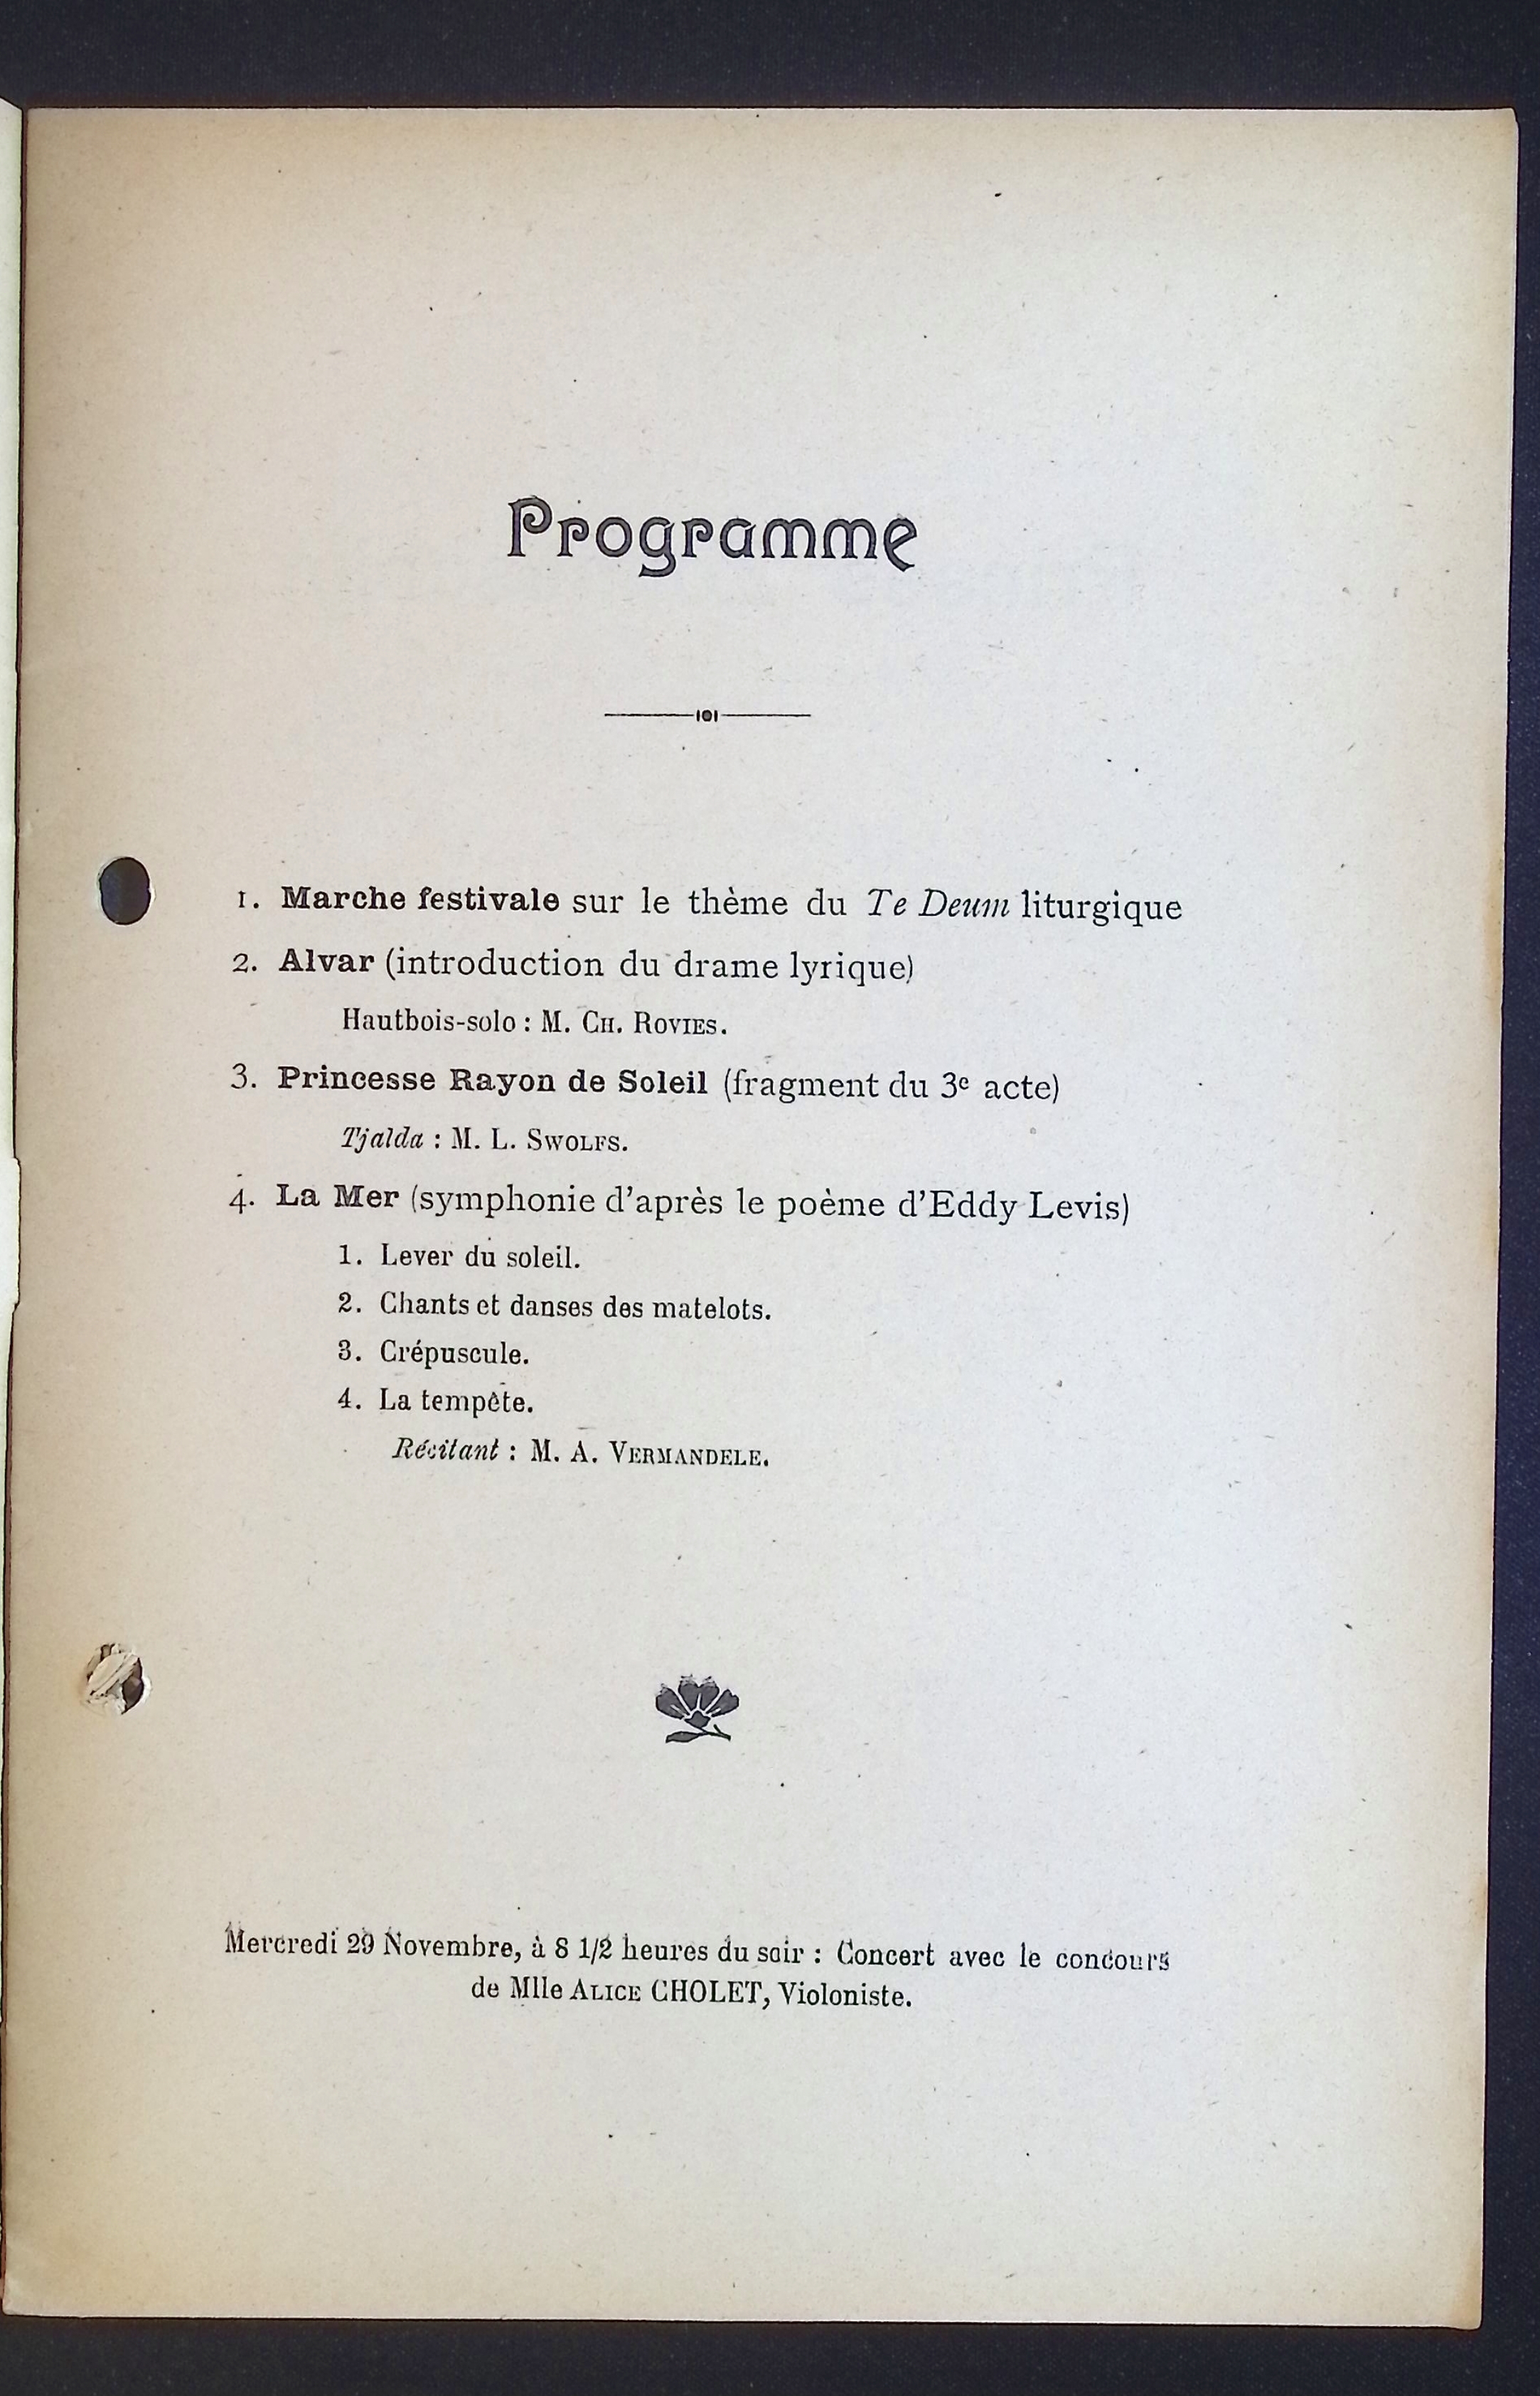 Programme
1. Marche festivale sur le thème du Te Deum liturgique
2. Alvar (introduction du drame lyrique)
Hautbois-solo : M. CH. ROVIES.
3. Princesse Rayon de Soleil (fragment du 3e acte)
Tjalda : M. L. SWOLFS.
4. La Mer (symphonie d'après le poème d'Eddy Levis)
1. Lever du soleil.
2. Chants et danses des matelots.
3. Crépuscule.
4. La tempête.
Récitant : M. A. VERMANDELE.
Mercredi 29 Novembre, à 8 1/2 heures du soir : Concert avec le concours
de Mlle ALICE CHOLET, Violoniste.